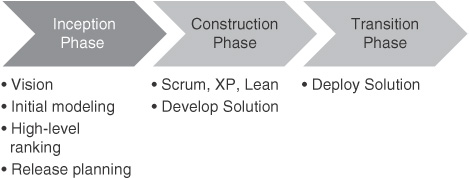 Inception
Phase
Construction
Phase
Transition
Phase
• Vision
• Initial modeling
• High-level
ranking
• Release planning
• Scrum, XP, Lean
• Develop Solution
• Deploy Solution